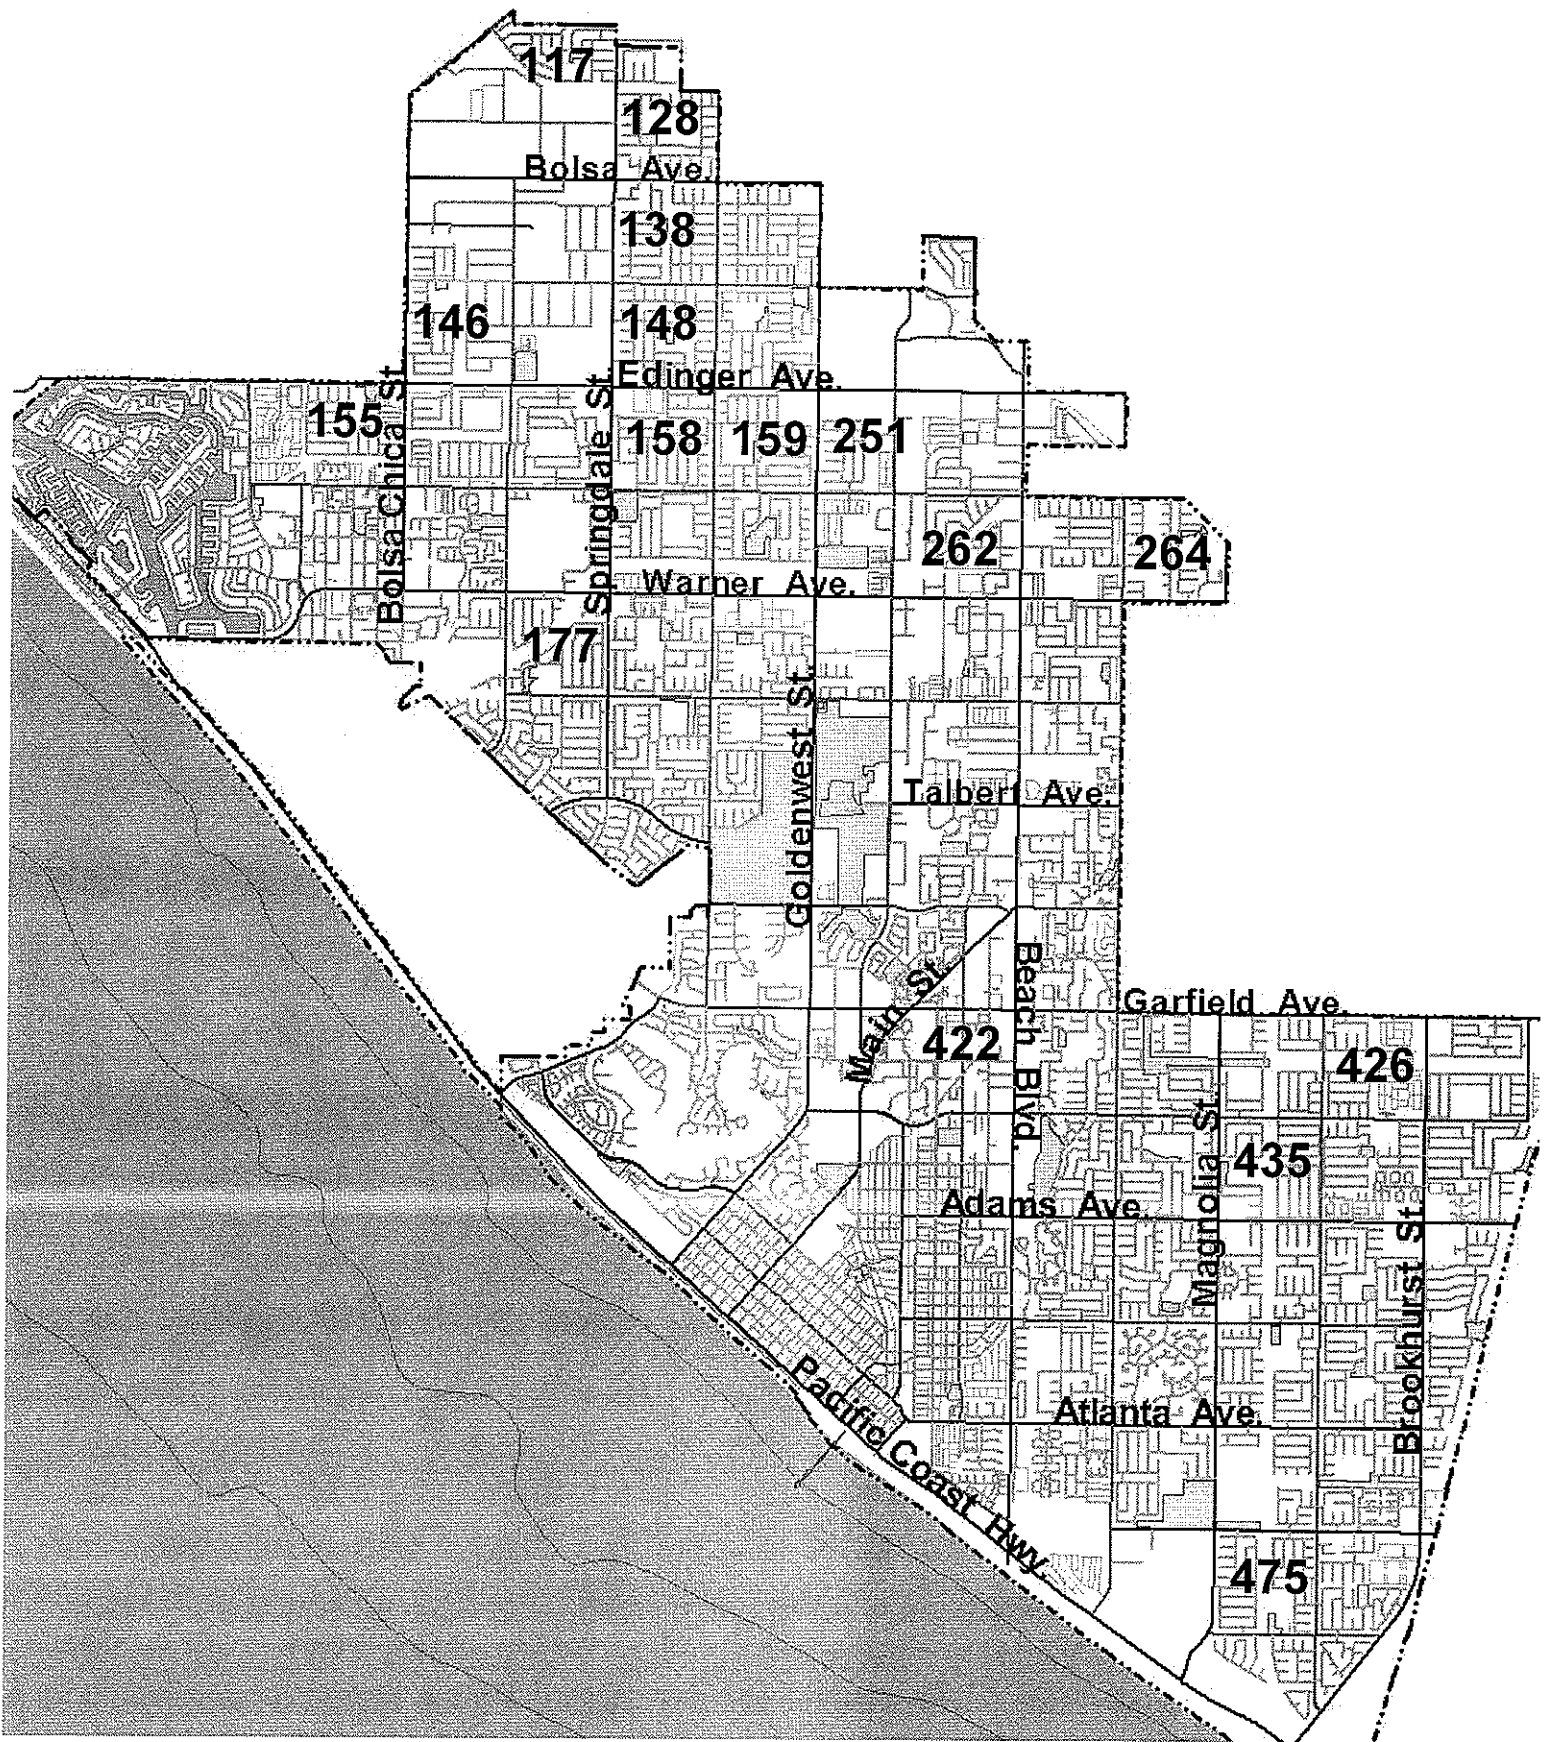 117
128
Bolsa Ave.
138
146
148
Edinger Ave.
155
Bolsa Chica St.
Springdale St.
158
159
251
262
264
Warner Ave.
177
Goldenwest St.
Talbert Ave.
Main St.
Beach Blvd.
Garfield Ave.
422
426
Magnolia St.
435
Adams Ave.
Brookhurst St.
Pacific Coast Hwy.
Atlanta Ave.
475